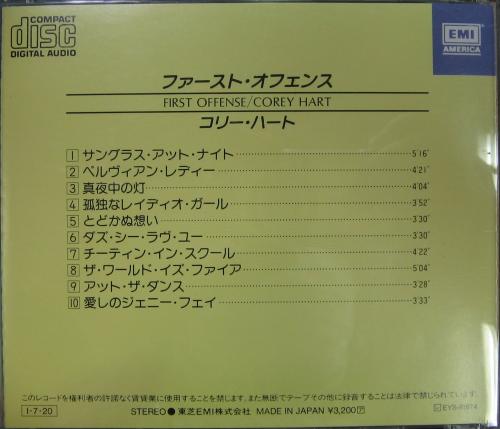 COMPACT
disc
DIGITAL AUDIO
EMI
AMERICA
ファースト・オフェンス
FIRST OFFENSE/COREY HART
コリー・ハート
1 サングラス・アット・ナイト 5'16"
2 ペルヴィアン・レディー 4'21"
3 真夜中の灯 4'04"
4 孤独なレイディオ・ガール 3'52"
5 とどかぬ想い 3'30"
6 ダズ・シー・ラヴ・ユー 3'30"
7 チーティン・イン・スクール 4'22"
8 ザ・ワールド・イズ・ファイア 5'04"
9 アット・ザ・ダンス 3'28"
10 愛しのジェニー・フェイ 3'33"
このレコードを権利者の許諾なく賃貸業に使用することを禁じます。また無断でテープその他に録音することは法律で禁じられています。
I-7-20 STEREO● 東芝EMI株式会社 MADE IN JAPAN ¥3,200